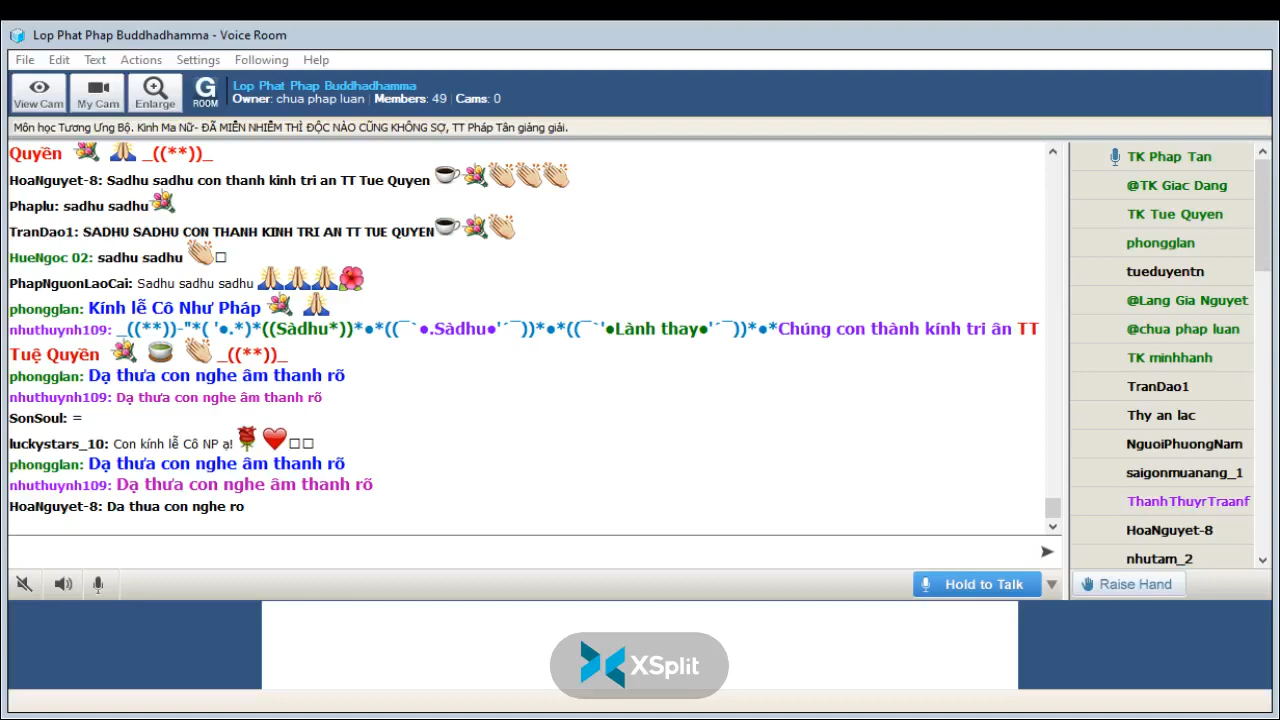 Lop Phat Phap Buddhadhamma - Voice Room
File Edit Text Actions Settings Following Help
View Cam My Cam Enlarge G ROOM
Lop Phat Phap Buddhadhamma
Owner: chua phap luan | Members: 49 | Cams: 0
Môn học Tương Ưng Bộ. Kinh Ma Nữ- ĐÃ MIỄN NHIỄM THÌ ĐỘC NÀO CŨNG KHÔNG SỢ, TT Pháp Tân giảng giải.
Quyền _((**))_
HoaNguyet-8: Sadhu sadhu con thanh kinh tri an TT Tue Quyen
Phaplu: sadhu sadhu
TranDao1: SADHU SADHU CON THANH KINH TRI AN TT TUE QUYEN
HueNgoc 02: sadhu sadhu
PhapNguonLaoCai: Sadhu sadhu sadhu
phongglan: Kính lễ Cô Như Pháp
nhuthuynh109: _((**))-"*( '●.*)*((Sàdhu*))*●*((¯`●.Sàdhu●'´¯))*●*((¯`'●Lành thay●'´¯))*●*Chúng con thành kính tri ân TT
Tuệ Quyền _((**))_
phongglan: Dạ thưa con nghe âm thanh rõ
nhuthuynh109: Dạ thưa con nghe âm thanh rõ
SonSoul: =
luckystars_10: Con kính lễ Cô NP ạ!
phongglan: Dạ thưa con nghe âm thanh rõ
nhuthuynh109: Dạ thưa con nghe âm thanh rõ
HoaNguyet-8: Da thua con nghe ro
TK Phap Tan
@TK Giac Dang
TK Tue Quyen
phongglan
tueduyentn
@Lang Gia Nguyet
@chua phap luan
TK minhhanh
TranDao1
Thy an lac
NguoiPhuongNam
saigonmuanang_1
ThanhThuyrTraanf
HoaNguyet-8
nhutam_2
Hold to Talk
Raise Hand
XSplit